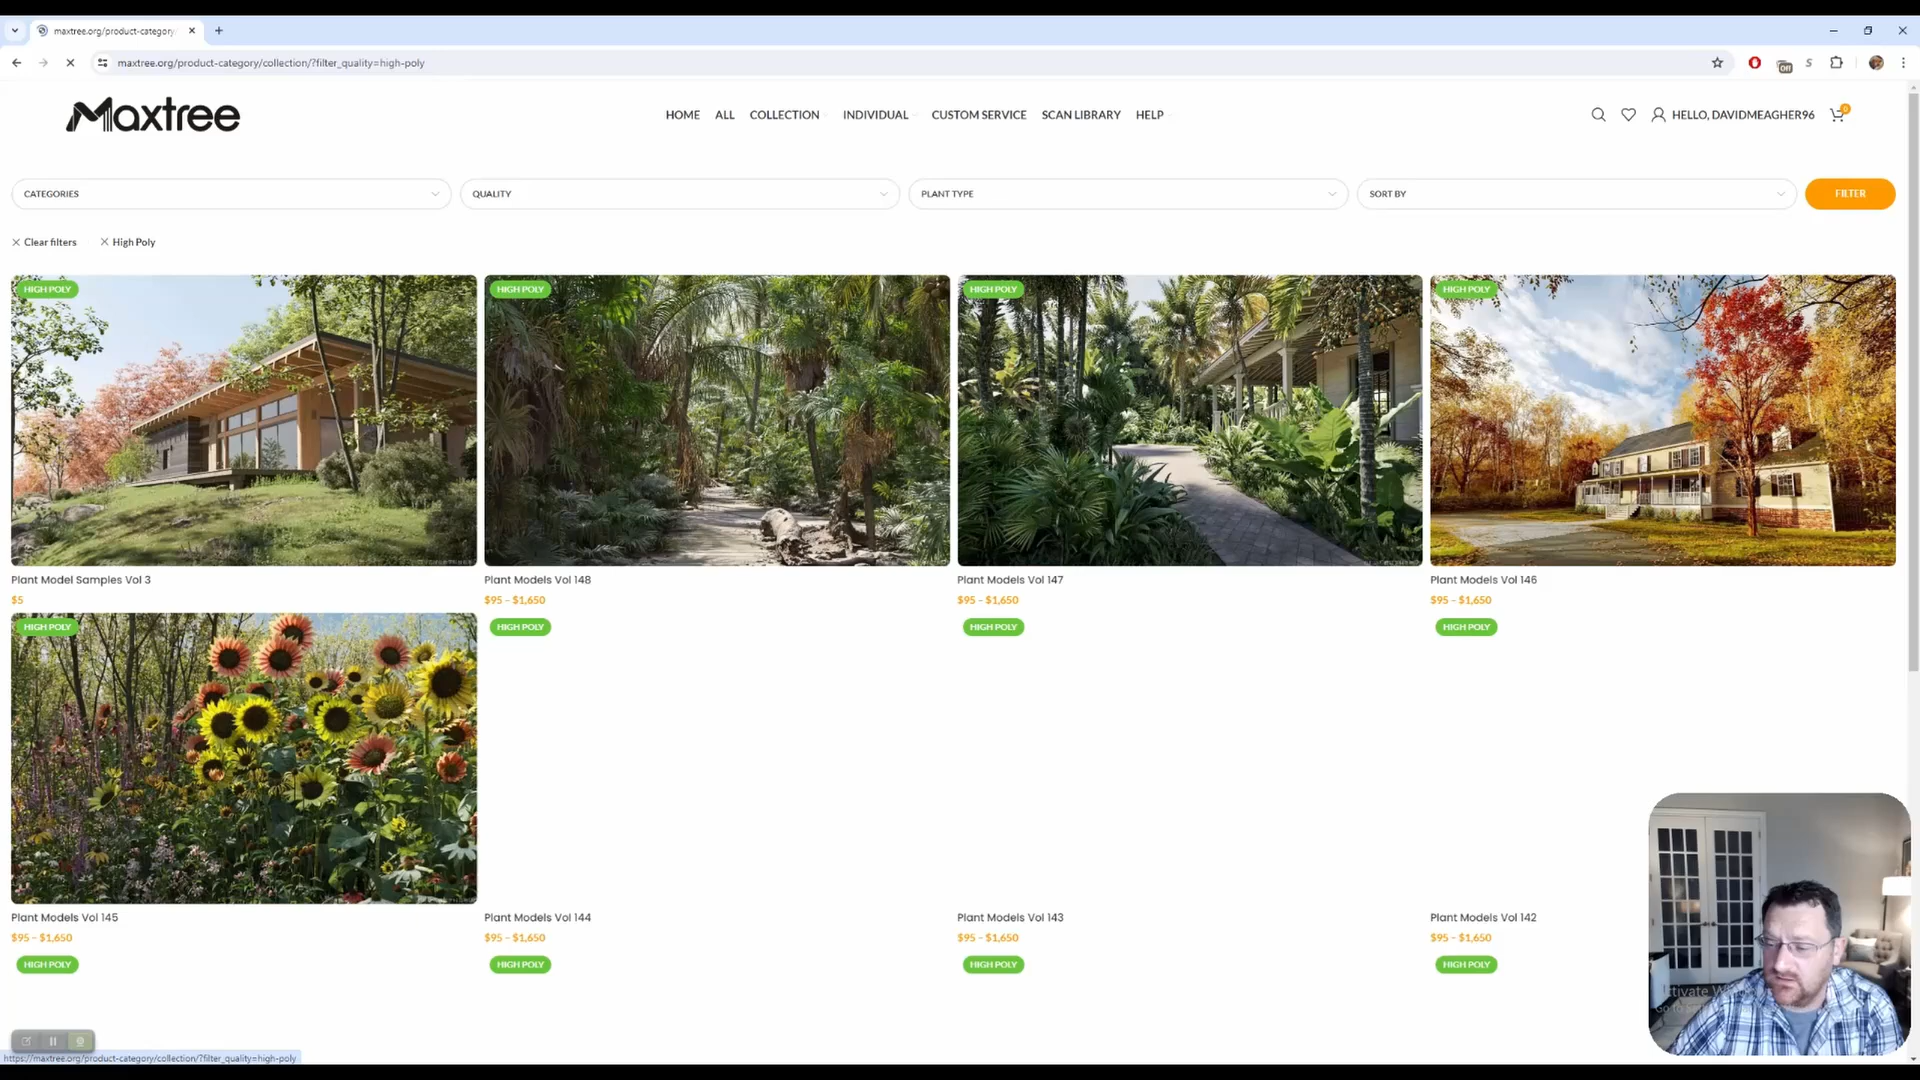 maxtree.org/product-category
maxtree.org/product-category/collection/?filter_quality=high-poly
Off
S
Maxtree
HOME
ALL
COLLECTION
INDIVIDUAL
CUSTOM SERVICE
SCAN LIBRARY
HELP
HELLO, DAVIDMEAGHER96
0
CATEGORIES
QUALITY
PLANT TYPE
SORT BY
FILTER
Clear filters
High Poly
HIGH POLY
HIGH POLY
HIGH POLY
HIGH POLY
Plant Model Samples Vol 3
$5
Plant Models Vol 148
$95 – $1,650
Plant Models Vol 147
$95 – $1,650
Plant Models Vol 146
$95 – $1,650
HIGH POLY
HIGH POLY
HIGH POLY
HIGH POLY
Plant Models Vol 145
$95 – $1,650
Plant Models Vol 144
$95 – $1,650
Plant Models Vol 143
$95 – $1,650
Plant Models Vol 142
$95 – $1,650
HIGH POLY
HIGH POLY
HIGH POLY
HIGH POLY
https://maxtree.org/product-category/collection/?filter_quality=high-poly